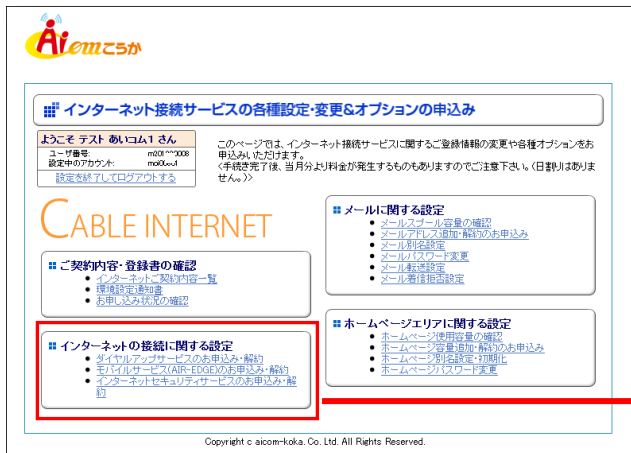 Aiemこうか
インターネット接続サービスの各種設定・変更&オプションの申込み
ようこそ テスト あいコム1 さん
ユーザ番号:
設定中のアカウント:
設定を終了してログアウトする
このページでは、インターネット接続サービスに関するご登録情報の変更や各種オプションをお
申込みいただけます。
<手続き完了後、当月分より料金が発生するものもありますのでご注意下さい。(日割りはありま
せん。)>
CABLE INTERNET
ご契約内容・登録書の確認
インターネットご契約内容一覧
環境設定通知書
お申し込み状況の確認
インターネットの接続に関する設定
ダイヤルアップサービスのお申込み・解約
モバイルサービス(AIR-EDGE)のお申込み・解約
インターネットセキュリティサービスのお申込み・解
約
メールに関する設定
メールスプール容量の確認
メールアドレス追加・解約のお申込み
メール別名設定
メールパスワード変更
メール転送設定
メール着信拒否設定
ホームページエリアに関する設定
ホームページ使用容量の確認
ホームページ容量追加・解約のお申込み
ホームページ別名設定・初期化
ホームページパスワード変更
Copyright c aicom-koka. Co. Ltd. All Rights Reserved.